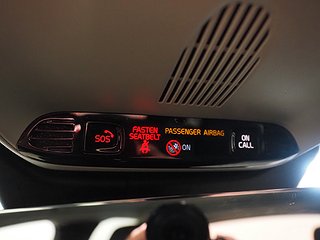 SOS
FASTEN
SEATBELT
PASSENGER AIRBAG
ON
ON
CALL